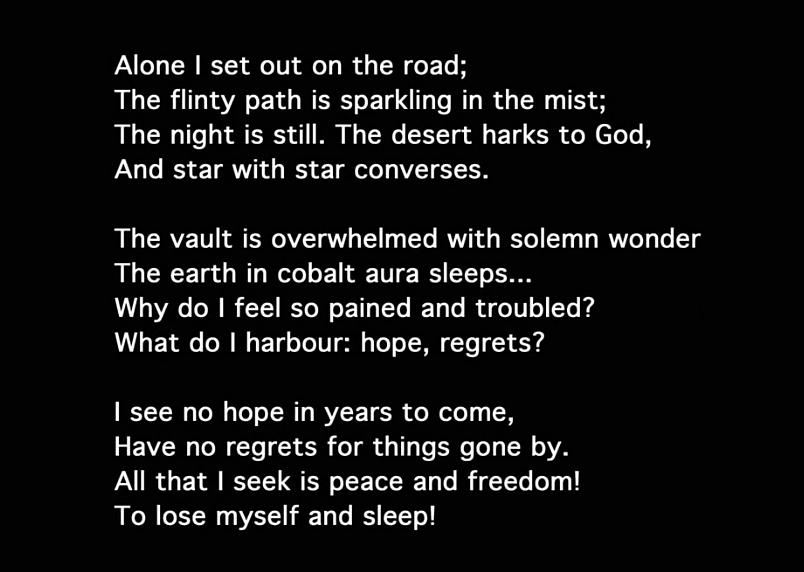 Alone I set out on the road;
The flinty path is sparkling in the mist;
The night is still. The desert harks to God,
And star with star converses.

The vault is overwhelmed with solemn wonder
The earth in cobalt aura sleeps...
Why do I feel so pained and troubled?
What do I harbour: hope, regrets?

I see no hope in years to come,
Have no regrets for things gone by.
All that I seek is peace and freedom!
To lose myself and sleep!